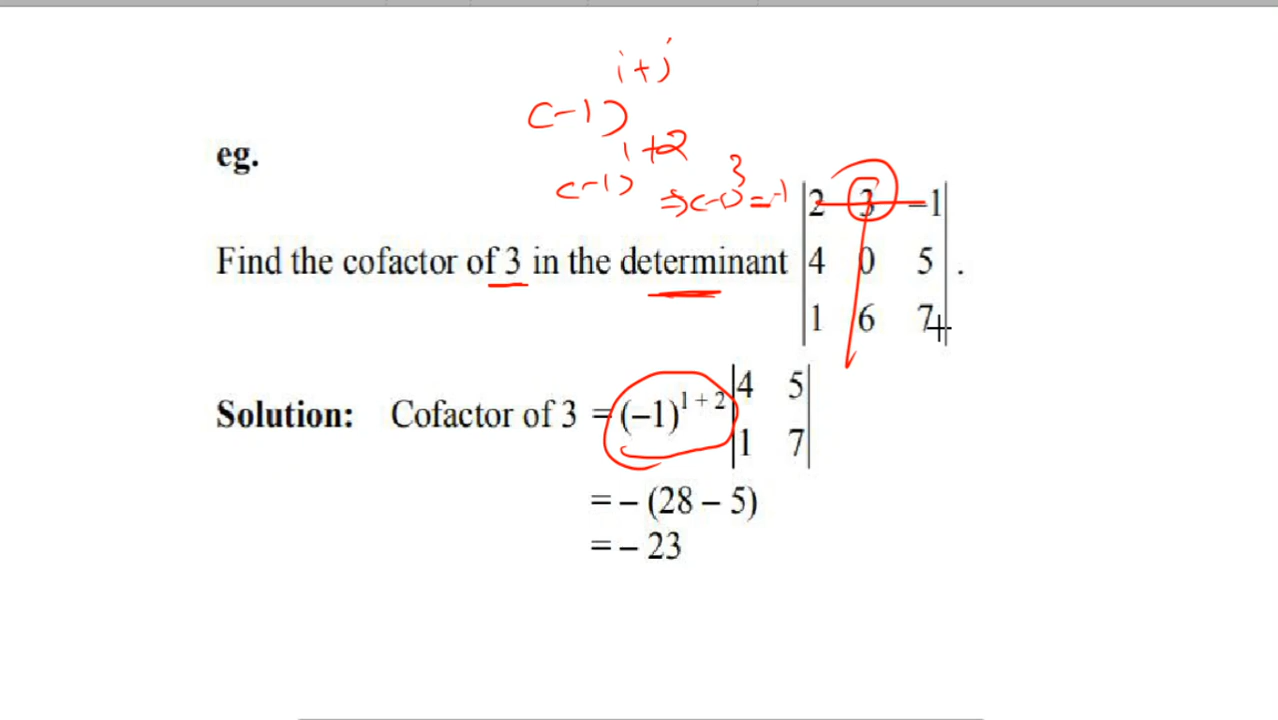 i+j
(-1)
1+2
(-1) ⇒ (-1)³ = -1
eg.
|2 3 -1|
Find the cofactor of 3 in the determinant |4 0 5| .
|1 6 7|
|4 5|
Solution: Cofactor of 3 = (–1)^{1 + 2}
|1 7|
= – (28 – 5)
= – 23